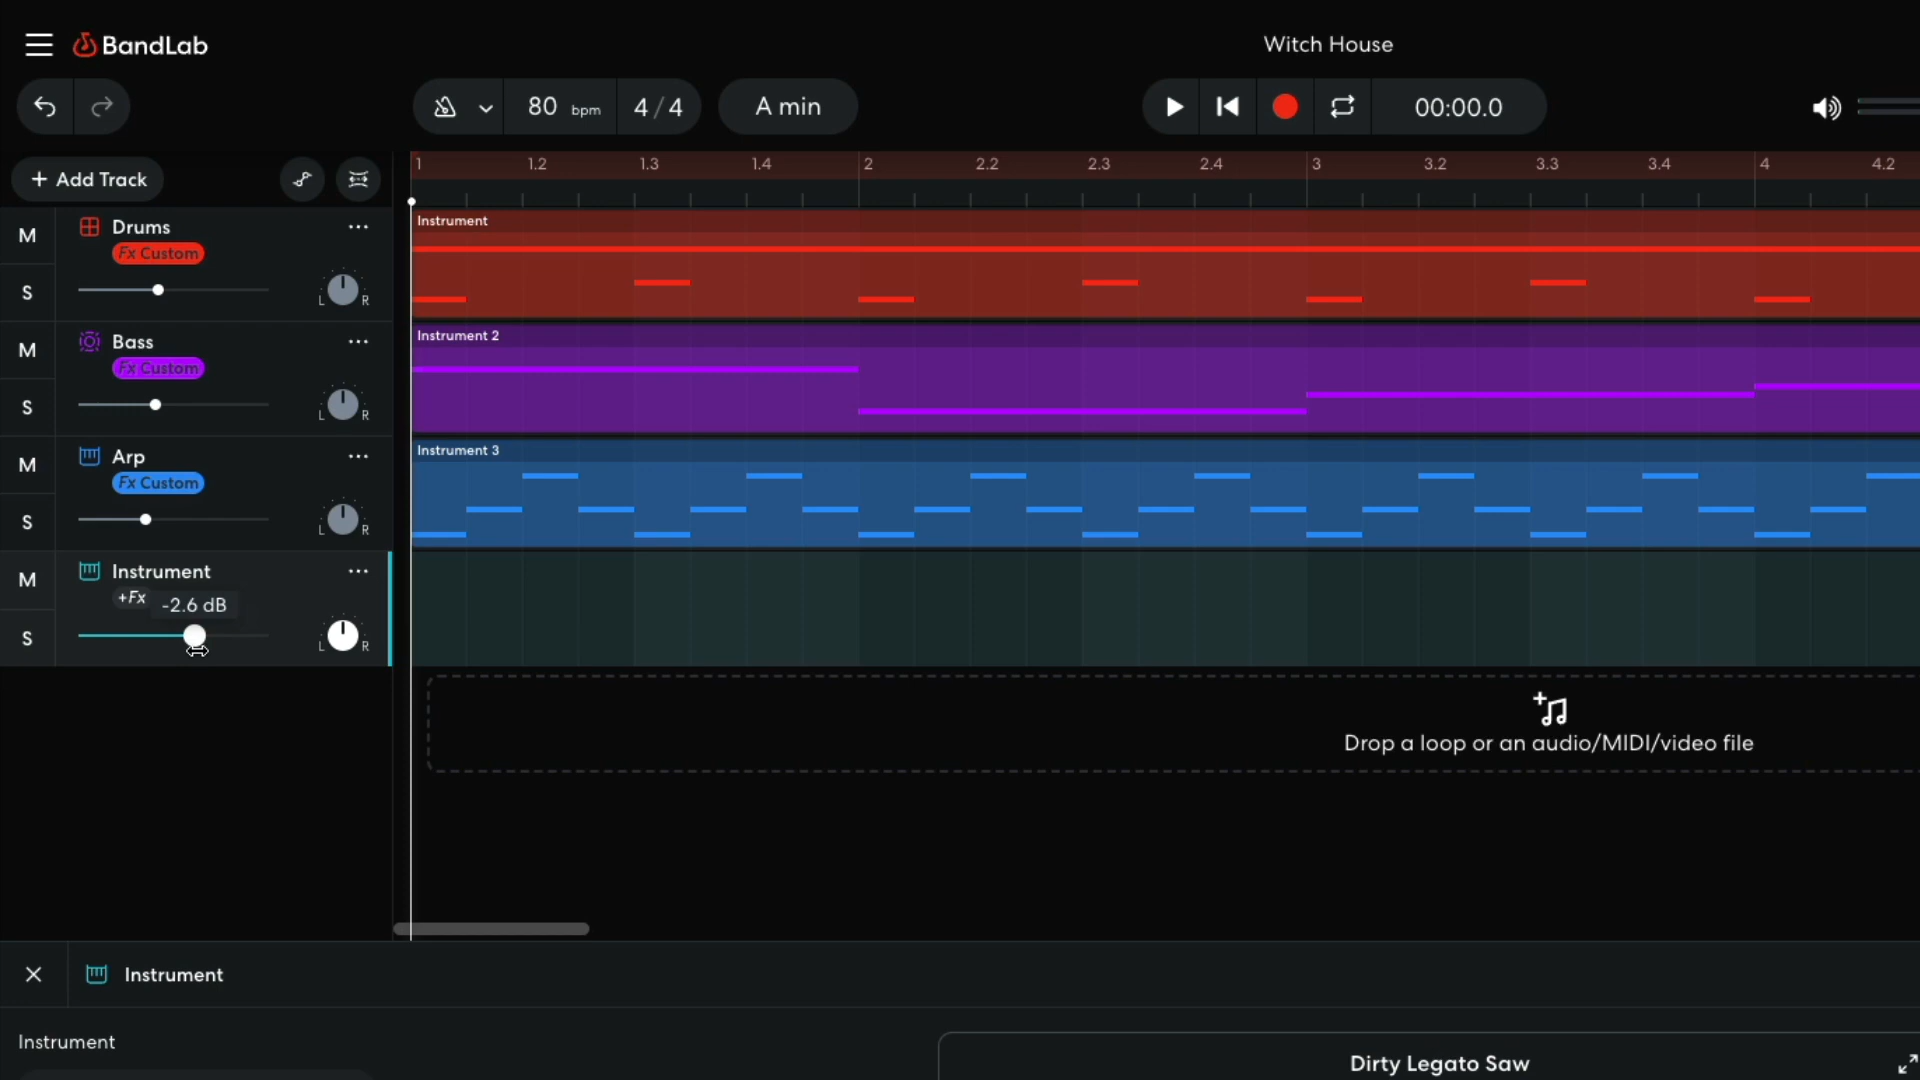 BandLab
Witch House
80 bpm
4 / 4
A min
00:00.0
+ Add Track
1 1.2 1.3 1.4 2 2.2 2.3 2.4 3 3.2 3.3 3.4 4 4.2
M
Drums
Fx Custom
S
L R
Instrument
M
Bass
Fx Custom
S
L R
Instrument 2
M
Arp
Fx Custom
S
L R
Instrument 3
M
Instrument
+Fx
-2.6 dB
S
L R
Drop a loop or an audio/MIDI/video file
Instrument
Instrument
Dirty Legato Saw